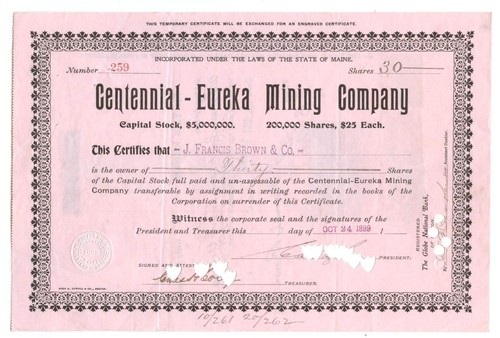 THIS TEMPORARY CERTIFICATE WILL BE EXCHANGED FOR AN ENGRAVED CERTIFICATE.
INCORPORATED UNDER THE LAWS OF THE STATE OF MAINE.
Number 259 Shares 30
Centennial-Eureka Mining Company
Capital Stock, $5,000,000. 200,000 Shares, $25 Each.
This Certifies that - J. FRANCIS BROWN & CO. -
is the owner of Thirty Shares
of the Capital Stock full paid and un-assessable of the Centennial-Eureka Mining
Company transferable by assignment in writing recorded in the books of the
Corporation on surrender of this Certificate.
Witness the corporate seal and the signatures of the
President and Treasurer this day of OCT 24 1899 1
PRESIDENT:
SIGNED AND ATTEST
TREASURER.
REGISTERED
The Globe National Bank,
10/261 20/262